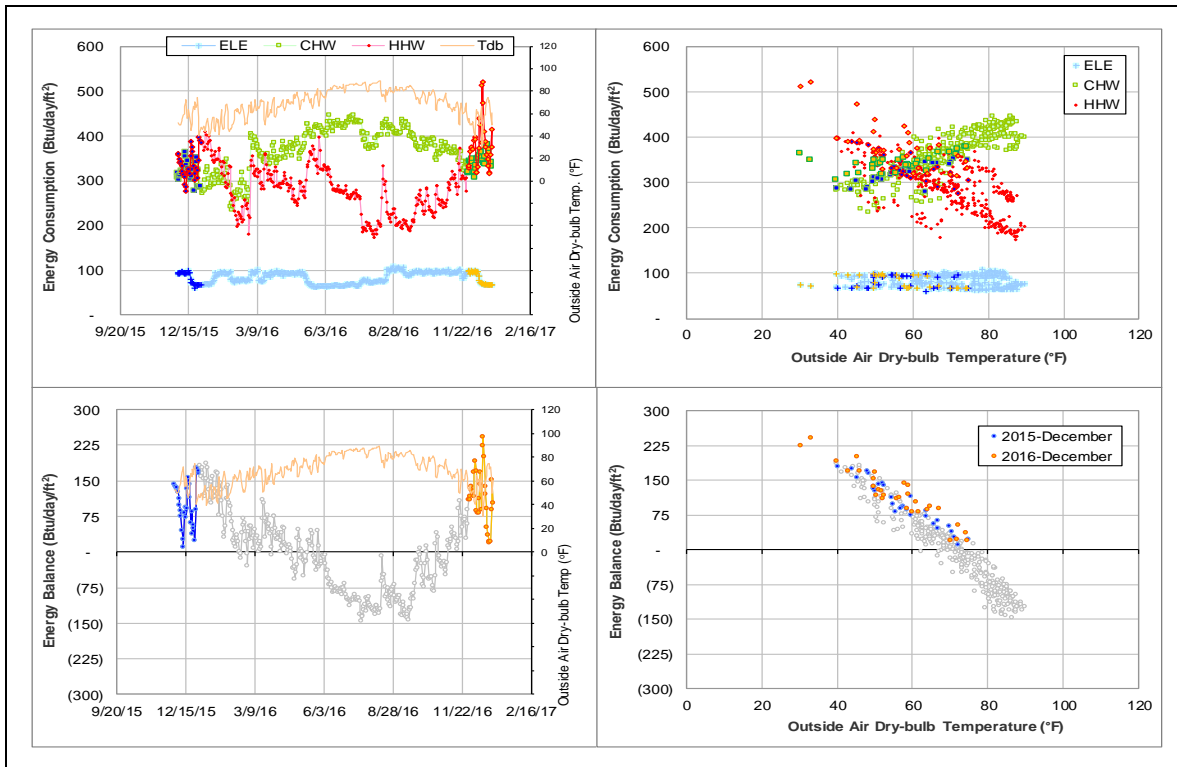 ELE CHW HHW Tdb
Energy Consumption (Btu/day/ft²)
600
500
400
300
200
100
-
120
100
80
60
40
20
0
Outside Air Dry-bulb Temp. (°F)
9/20/15 12/15/15 3/9/16 6/3/16 8/28/16 11/22/16 2/16/17
Energy Consumption (Btu/day/ft²)
600
500
400
300
200
100
-
ELE
CHW
HHW
0 20 40 60 80 100 120
Outside Air Dry-bulb Temperature (°F)
Energy Balance (Btu/day/ft²)
300
225
150
75
-
(75)
(150)
(225)
(300)
120
100
80
60
40
20
0
Outside Air Dry-bulb Temp (°F)
9/20/15 12/15/15 3/9/16 6/3/16 8/28/16 11/22/16 2/16/17
Energy Balance (Btu/day/ft²)
300
225
150
75
-
(75)
(150)
(225)
(300)
2015-December
2016-December
0 20 40 60 80 100 120
Outside Air Dry-bulb Temperature (°F)